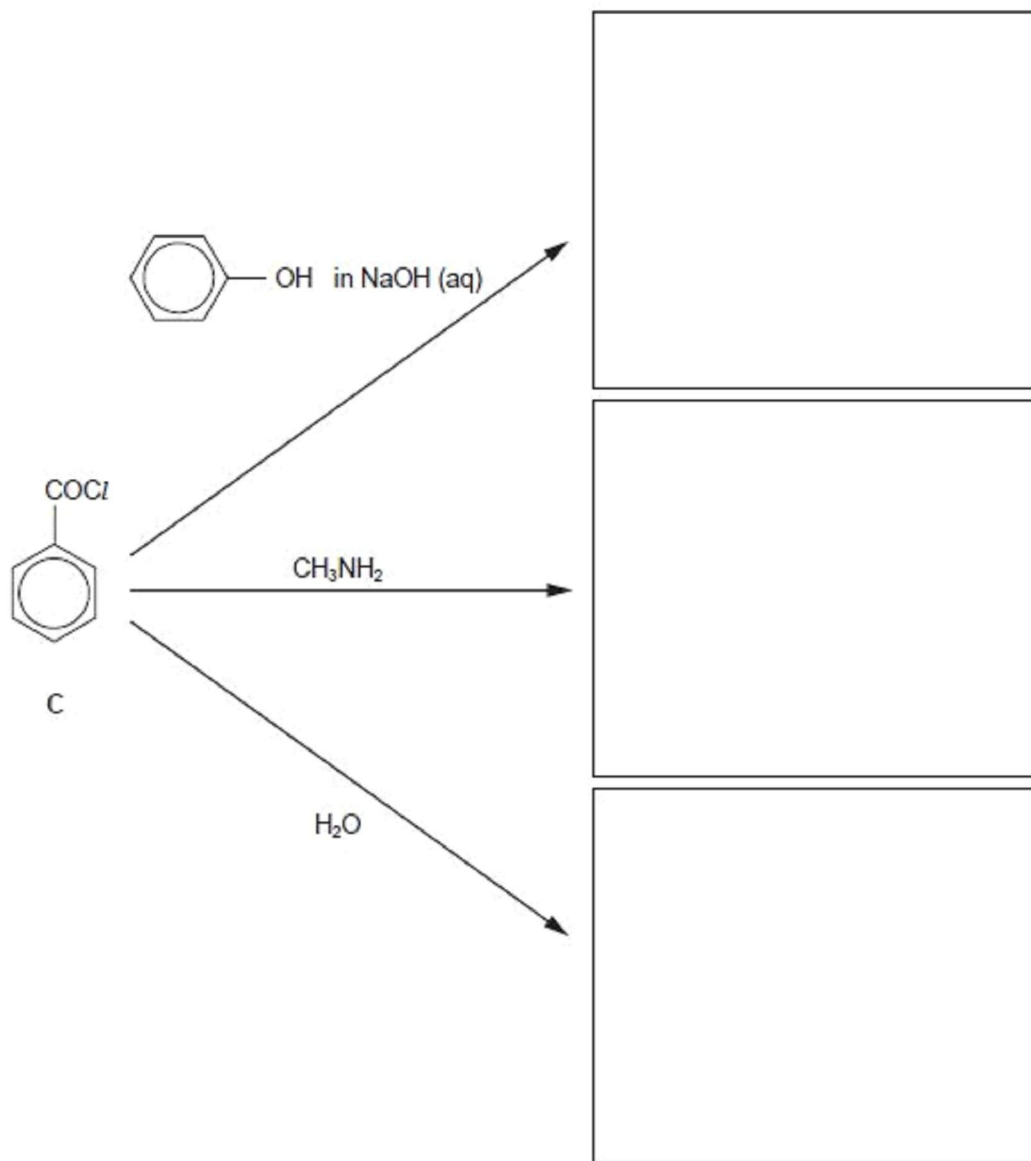 OH in NaOH (aq)
COCl
CH₃NH₂
C
H₂O